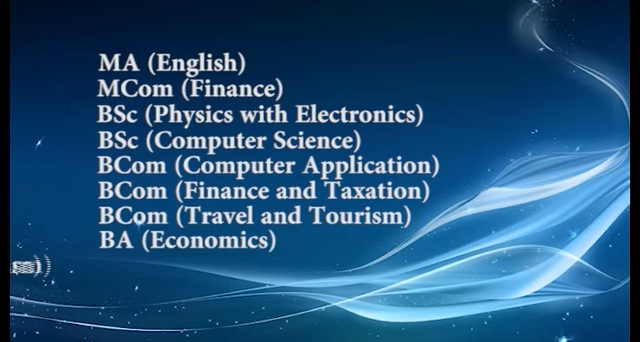 MA (English)
MCom (Finance)
BSc (Physics with Electronics)
BSc (Computer Science)
BCom (Computer Application)
BCom (Finance and Taxation)
BCom (Travel and Tourism)
BA (Economics)